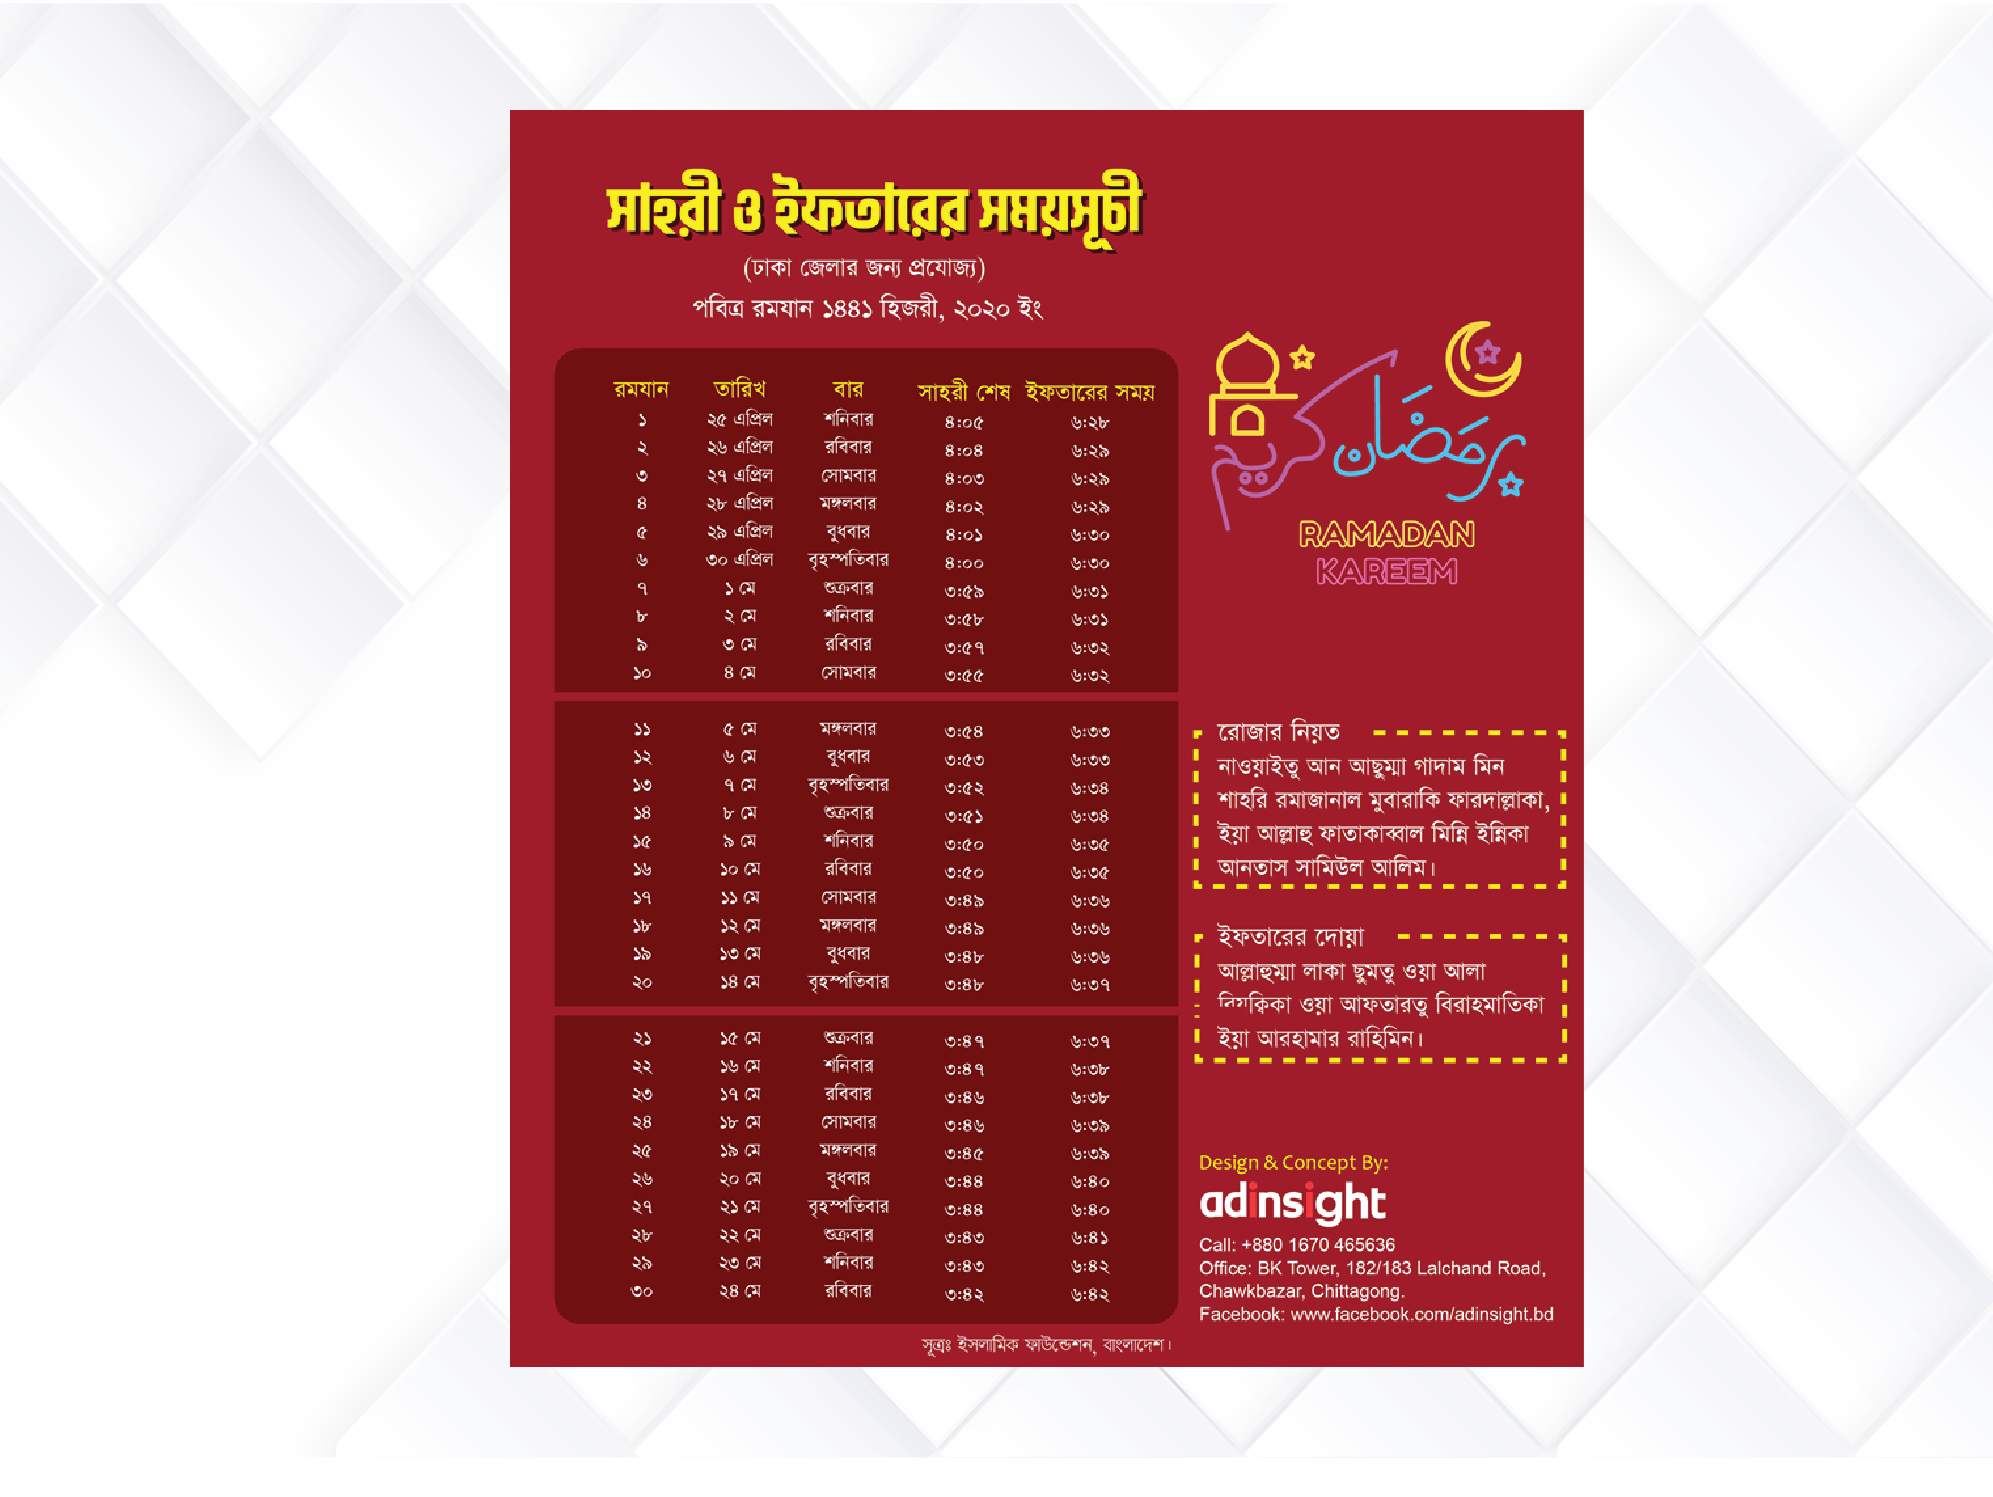 সাহরী ও ইফতারের সময়সূচী
(ঢাকা জেলার জন্য প্রযোজ্য)
পবিত্র রমযান ১৪৪১ হিজরী, ২০২০ ইং
রমযান তারিখ বার সাহরী শেষ ইফতারের সময়
১ ২৫ এপ্রিল শনিবার ৪:০৫ ৬:২৮
২ ২৬ এপ্রিল রবিবার ৪:০৪ ৬:২৯
৩ ২৭ এপ্রিল সোমবার ৪:০৩ ৬:২৯
৪ ২৮ এপ্রিল মঙ্গলবার ৪:০২ ৬:২৯
৫ ২৯ এপ্রিল বুধবার ৪:০১ ৬:৩০
৬ ৩০ এপ্রিল বৃহস্পতিবার ৪:০০ ৬:৩০
৭ ১ মে শুক্রবার ৩:৫৯ ৬:৩১
৮ ২ মে শনিবার ৩:৫৮ ৬:৩১
৯ ৩ মে রবিবার ৩:৫৭ ৬:৩২
১০ ৪ মে সোমবার ৩:৫৫ ৬:৩২
১১ ৫ মে মঙ্গলবার ৩:৫৪ ৬:৩৩
১২ ৬ মে বুধবার ৩:৫৩ ৬:৩৩
১৩ ৭ মে বৃহস্পতিবার ৩:৫২ ৬:৩৪
১৪ ৮ মে শুক্রবার ৩:৫১ ৬:৩৪
১৫ ৯ মে শনিবার ৩:৫০ ৬:৩৫
১৬ ১০ মে রবিবার ৩:৫০ ৬:৩৫
১৭ ১১ মে সোমবার ৩:৪৯ ৬:৩৬
১৮ ১২ মে মঙ্গলবার ৩:৪৯ ৬:৩৬
১৯ ১৩ মে বুধবার ৩:৪৮ ৬:৩৬
২০ ১৪ মে বৃহস্পতিবার ৩:৪৮ ৬:৩৭
২১ ১৫ মে শুক্রবার ৩:৪৭ ৬:৩৭
২২ ১৬ মে শনিবার ৩:৪৭ ৬:৩৮
২৩ ১৭ মে রবিবার ৩:৪৬ ৬:৩৮
২৪ ১৮ মে সোমবার ৩:৪৬ ৬:৩৯
২৫ ১৯ মে মঙ্গলবার ৩:৪৫ ৬:৩৯
২৬ ২০ মে বুধবার ৩:৪৪ ৬:৪০
২৭ ২১ মে বৃহস্পতিবার ৩:৪৪ ৬:৪০
২৮ ২২ মে শুক্রবার ৩:৪৩ ৬:৪১
২৯ ২৩ মে শনিবার ৩:৪৩ ৬:৪২
৩০ ২৪ মে রবিবার ৩:৪২ ৬:৪২
সূত্রঃ ইসলামিক ফাউন্ডেশন, বাংলাদেশ।
رمضان كريم
RAMADAN
KAREEM
রোজার নিয়ত
নাওয়াইতু আন আছুম্মা গাদাম মিন
শাহরি রমাজানাল মুবারাকি ফারদাল্লাকা,
ইয়া আল্লাহু ফাতাকাব্বাল মিন্নি ইন্নিকা
আনতাস সামিউল আলিম।
ইফতারের দোয়া
আল্লাহুম্মা লাকা ছুমতু ওয়া আলা
ওয়া আফতারতু বিরাহমাতিকা
ইয়া আরহামার রাহিমিন।
Design & Concept By:
adinsight
Call: +880 1670 465636
Office: BK Tower, 182/183 Lalchand Road,
Chawkbazar, Chittagong.
Facebook: www.facebook.com/adinsight.bd